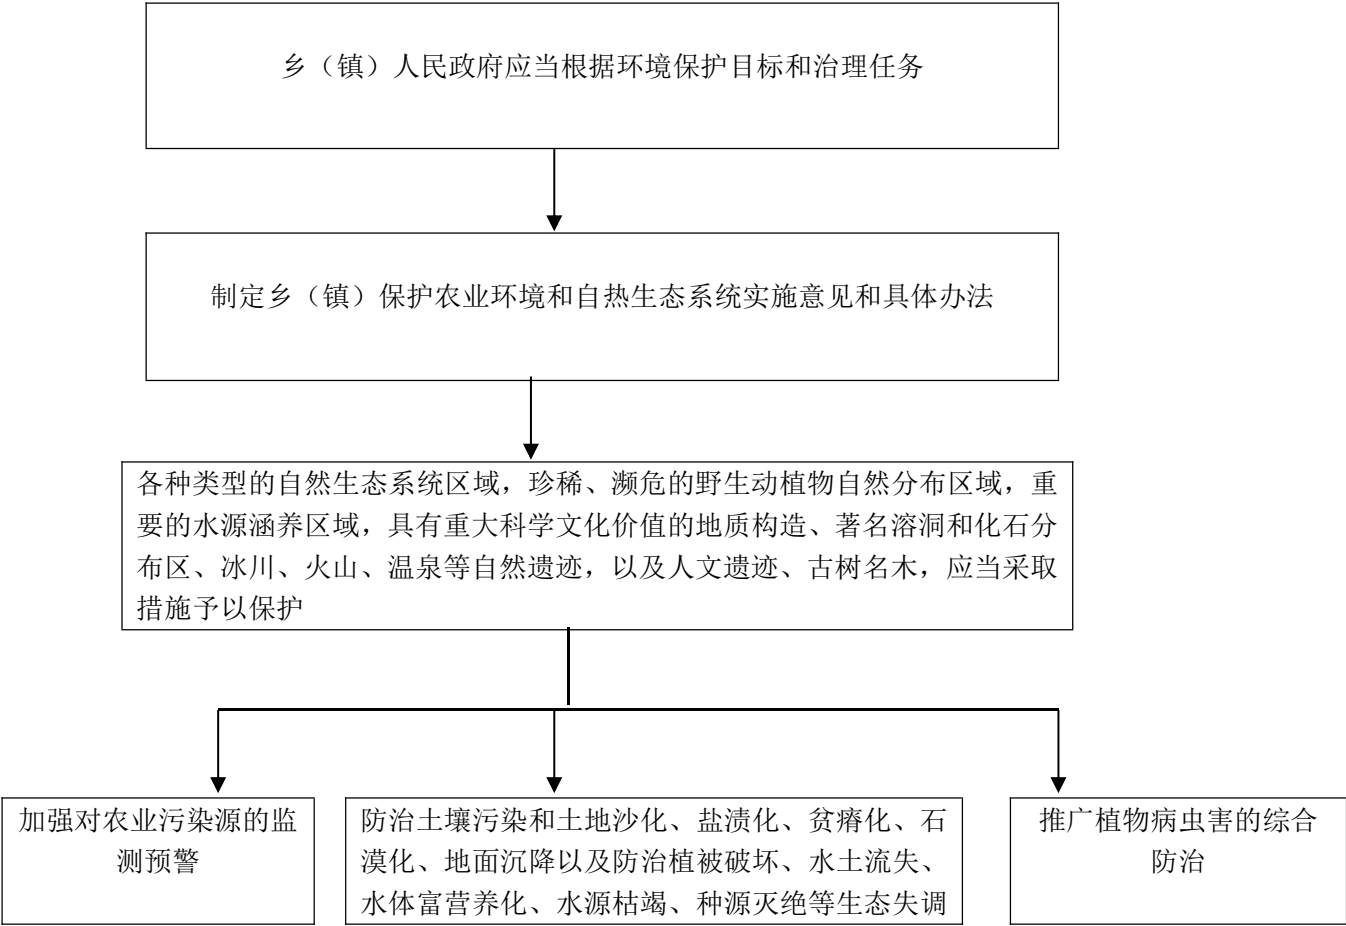 乡（镇）人民政府应当根据环境保护目标和治理任务
制定乡（镇）保护农业环境和自热生态系统实施意见和具体办法
各种类型的自然生态系统区域，珍稀、濒危的野生动植物自然分布区域，重
要的水源涵养区域，具有重大科学文化价值的地质构造、著名溶洞和化石分
布区、冰川、火山、温泉等自然遗迹，以及人文遗迹、古树名木，应当采取
措施予以保护
加强对农业污染源的监
测预警
防治土壤污染和土地沙化、盐渍化、贫瘠化、石
漠化、地面沉降以及防治植被破坏、水土流失、
水体富营养化、水源枯竭、种源灭绝等生态失调
推广植物病虫害的综合
防治